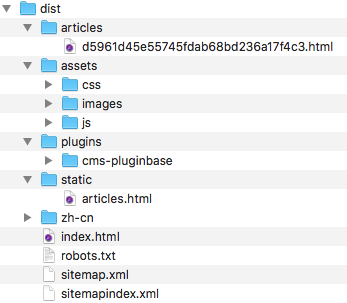 dist
articles
d5961d45e55745fdab68bd236a17f4c3.html
assets
css
images
js
plugins
cms-pluginbase
static
articles.html
zh-cn
index.html
robots.txt
sitemap.xml
sitemapindex.xml